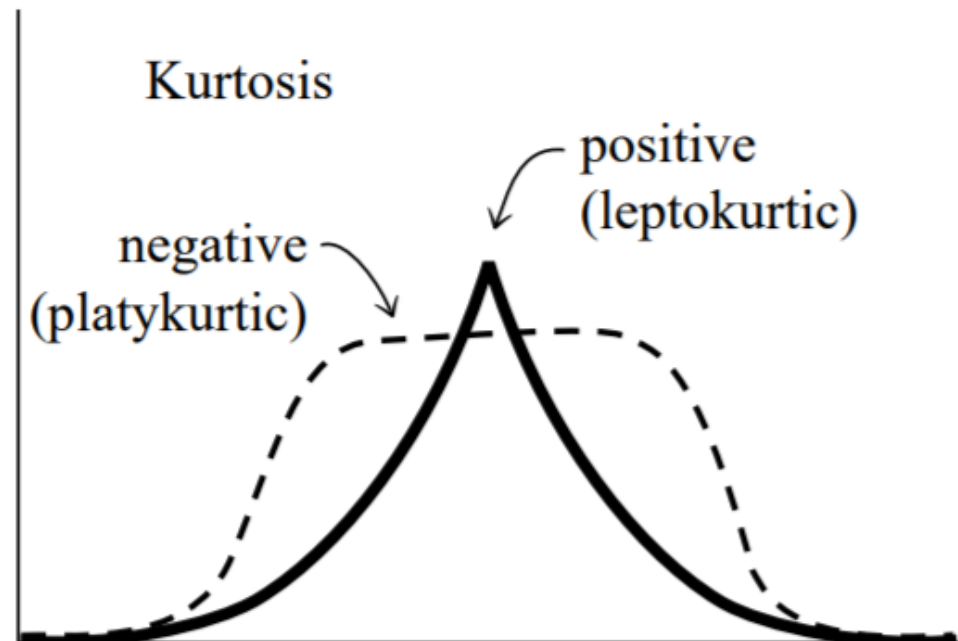 Kurtosis
positive
(leptokurtic)
negative
(platykurtic)